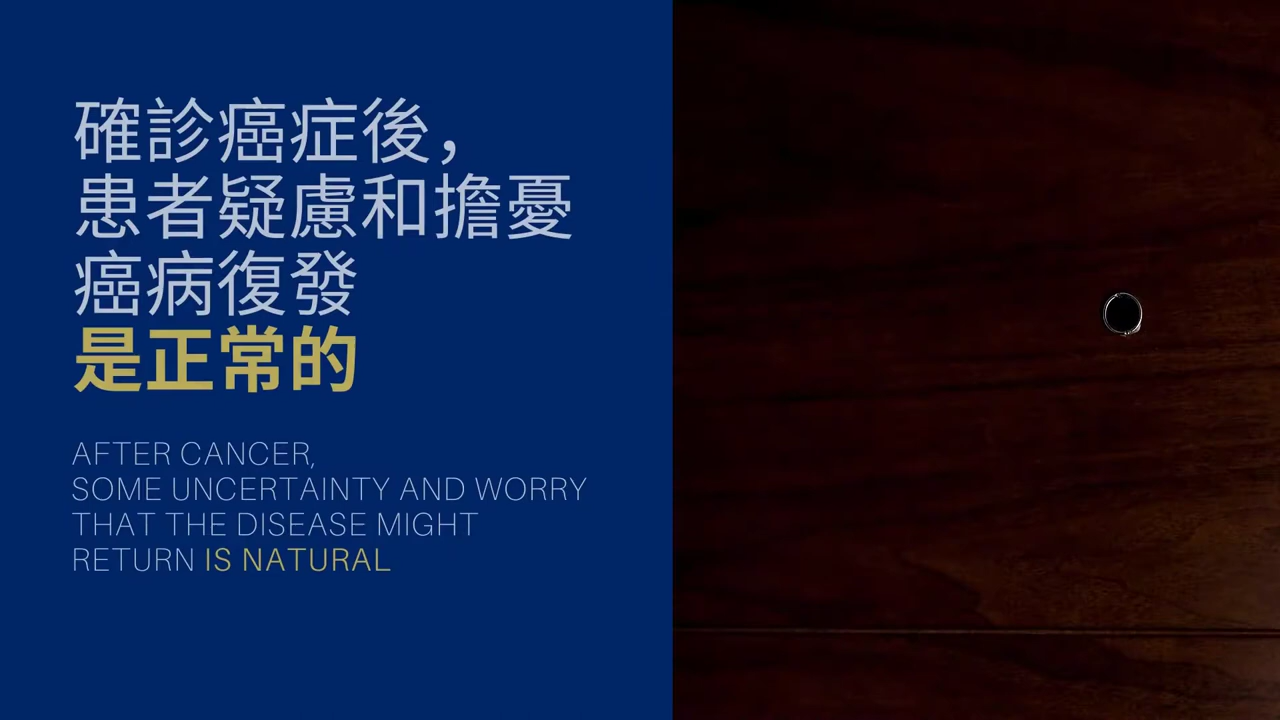 確診癌症後，
患者疑慮和擔憂
癌病復發
是正常的
AFTER CANCER,
SOME UNCERTAINTY AND WORRY
THAT THE DISEASE MIGHT
RETURN IS NATURAL